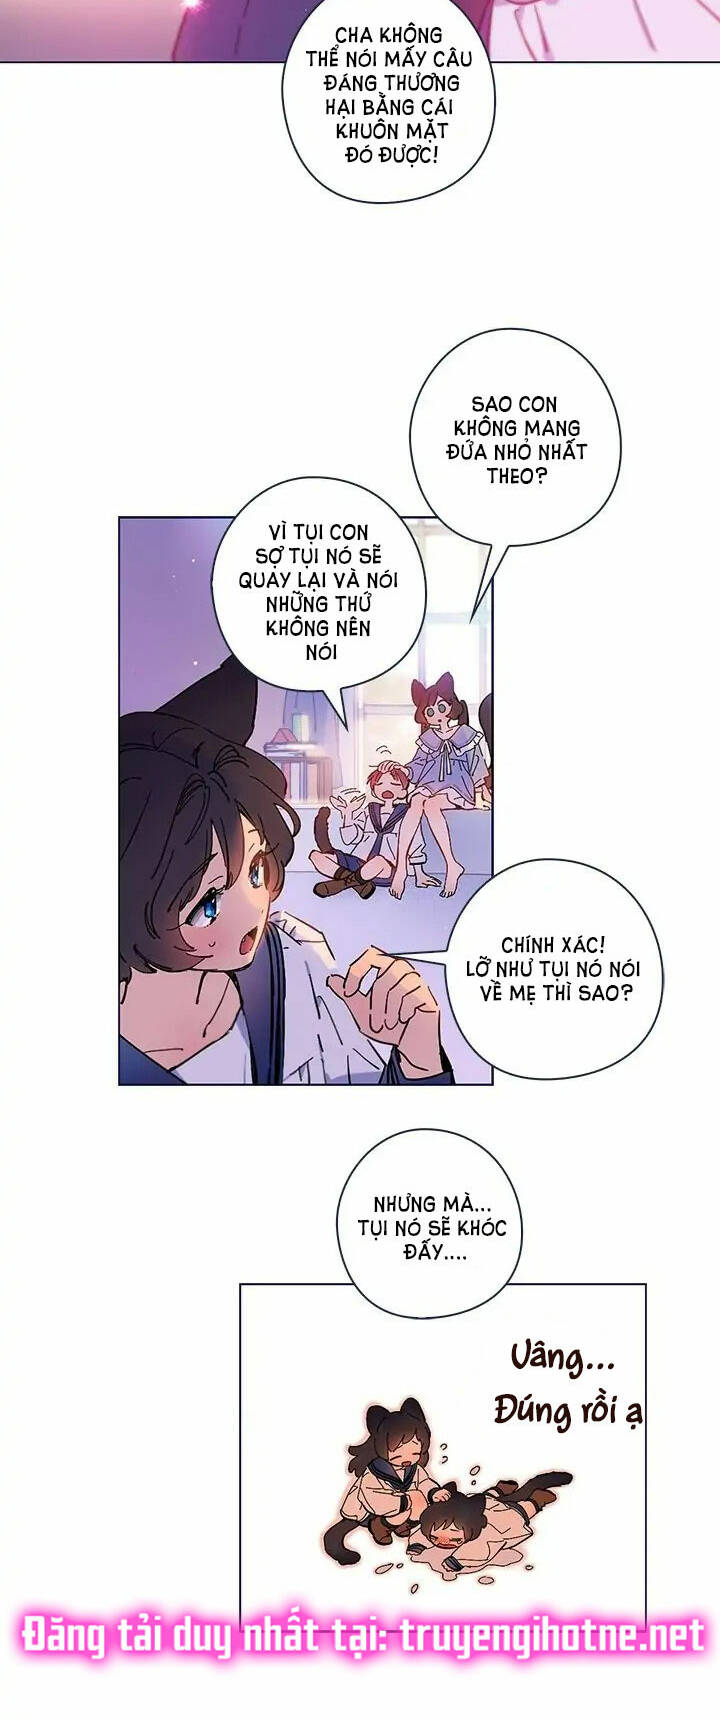 CHA KHÔNG
THỂ NÓI MẤY CÂU
ĐÁNG THƯƠNG
HẠI BẰNG CÁI
KHUÔN MẶT
ĐÓ ĐƯỢC!
SAO CON
KHÔNG MANG
ĐỨA NHỎ NHẤT
THEO?
VÌ TỤI CON
SỢ TỤI NÓ SẼ
QUAY LẠI VÀ NÓI
NHỮNG THỨ
KHÔNG NÊN
NÓI
CHÍNH XÁC!
LỠ NHƯ TỤI NÓ NÓI
VỀ MẸ THÌ SAO?
NHƯNG MÀ...
TỤI NÓ SẼ KHÓC
ĐẤY....
Uâng...
Đúng rồi ạ
Đăng tải duy nhất tại: truyengihotne.net